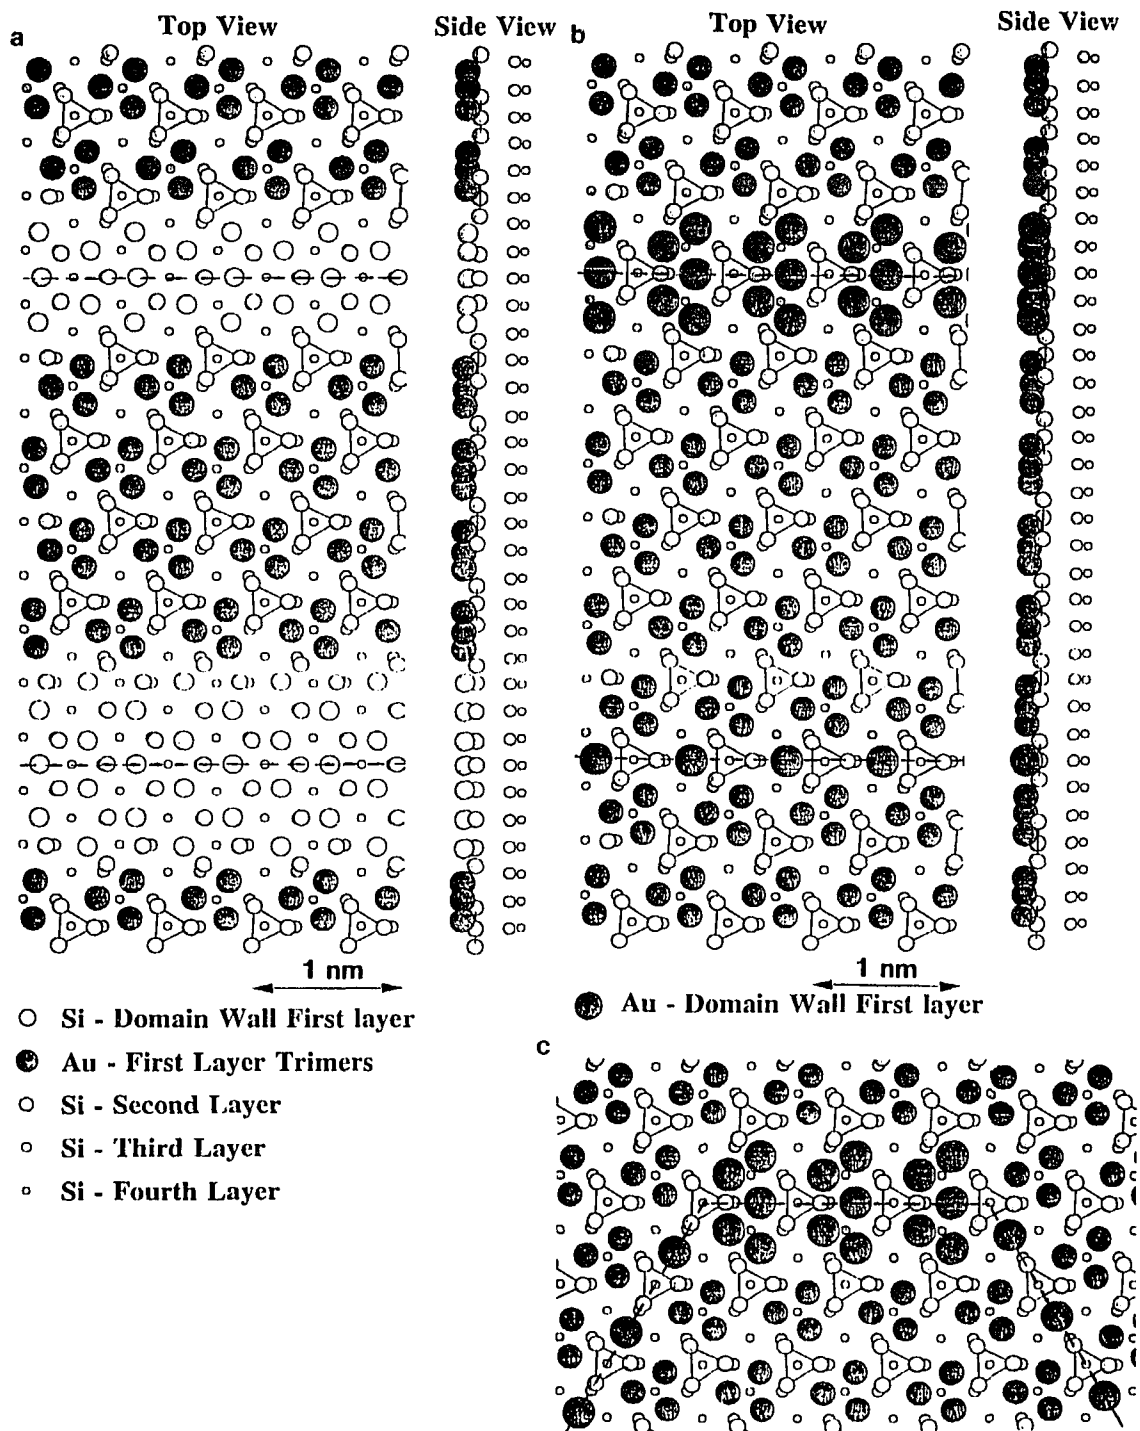 a
Top View
Side View
b
Top View
Side View
1 nm
1 nm
Si - Domain Wall First layer
Au - First Layer Trimers
Si - Second Layer
Si - Third Layer
Si - Fourth Layer
Au - Domain Wall First layer
c